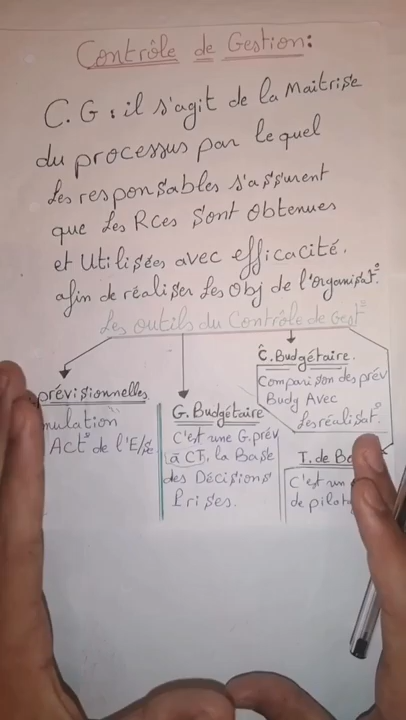 Contrôle de Gestion:
C.G: il s'agit de la Maitrise
du processus par lequel
Les responsables s'assurent
que Les Rces sont obtenues
et Utilisées avec efficacité.
afin de réaliser Les Obj de l'organisat°.
Les outils du Contrôle de Gest°
prévisionnelles
mulation
Act° de l'E/se
G. Budgétaire
C'est une G.prév
à CT, la Base
des Décisions
Prises.
C. Budgétaire.
Comparaison des prév
Budg Avec
Les réalisat°.
T. de Bo
C'est un
de pilot